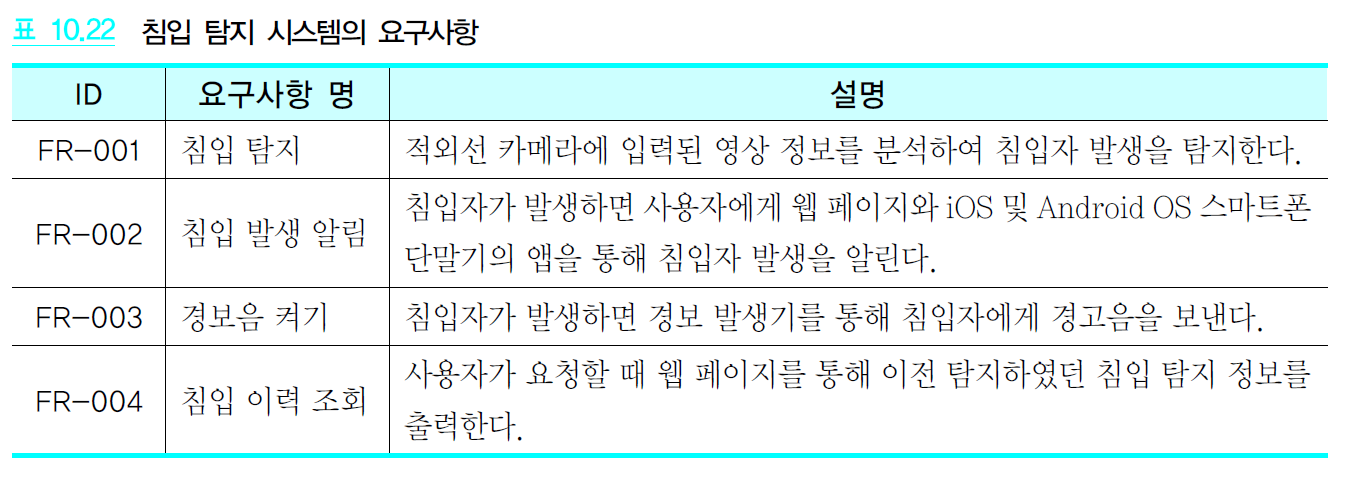 표 10.22 침입 탐지 시스템의 요구사항
ID 요구사항 명 설명
FR-001 침입 탐지 적외선 카메라에 입력된 영상 정보를 분석하여 침입자 발생을 탐지한다.
FR-002 침입 발생 알림 침입자가 발생하면 사용자에게 웹 페이지와 iOS 및 Android OS 스마트폰
단말기의 앱을 통해 침입자 발생을 알린다.
FR-003 경보음 켜기 침입자가 발생하면 경보 발생기를 통해 침입자에게 경고음을 보낸다.
FR-004 침입 이력 조회 사용자가 요청할 때 웹 페이지를 통해 이전 탐지하였던 침입 탐지 정보를
출력한다.